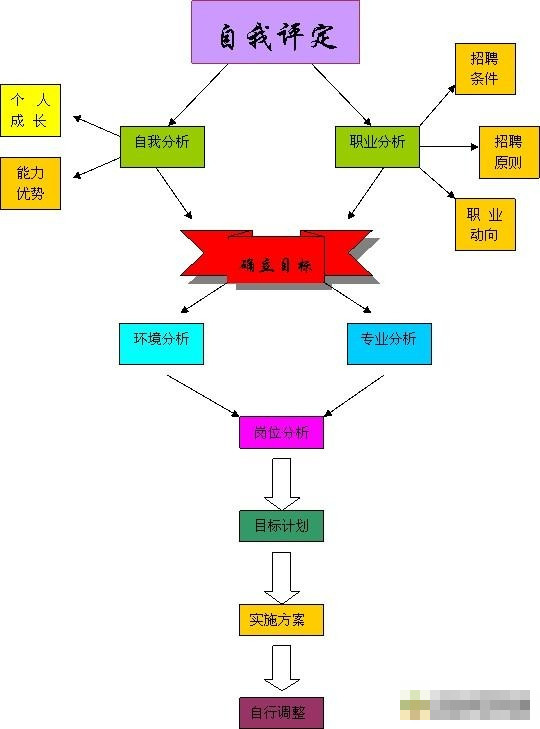 自我评定
招聘
条件
个 人
成 长
自我分析
职业分析
招聘
原则
能力
优势
职 业
动向
确立目标
环境分析
专业分析
岗位分析
目标计划
实施方案
自行调整